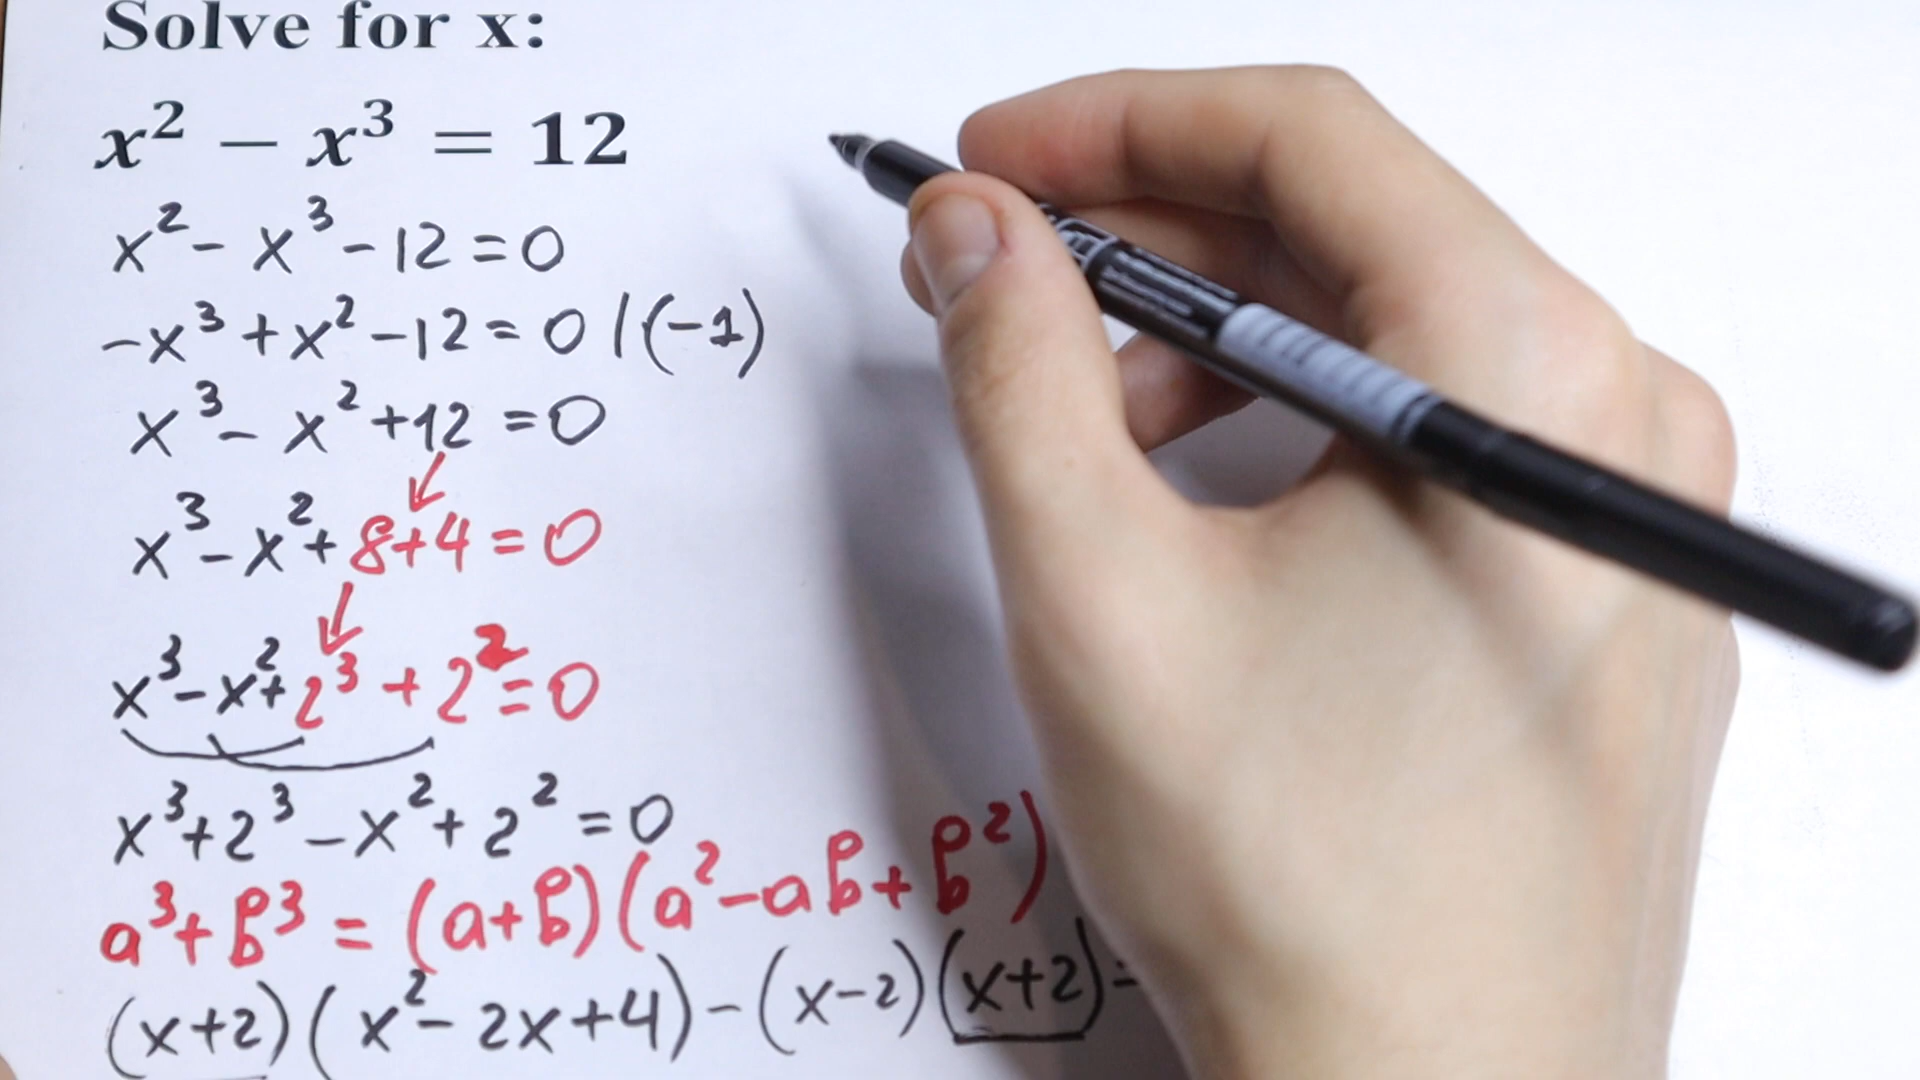 Solve for x:
x² − x³ = 12
x² - x³ - 12 = 0
-x³ + x² - 12 = 0 | (-1)
x³ - x² + 12 = 0
x³ - x² + 8 + 4 = 0
x³ - x² + 2³ + 2² = 0
x³ + 2³ - x² + 2² = 0
a³ + b³ = (a + b)(a² - ab + b²)
(x + 2)(x² - 2x + 4) - (x - 2)(x + 2) =